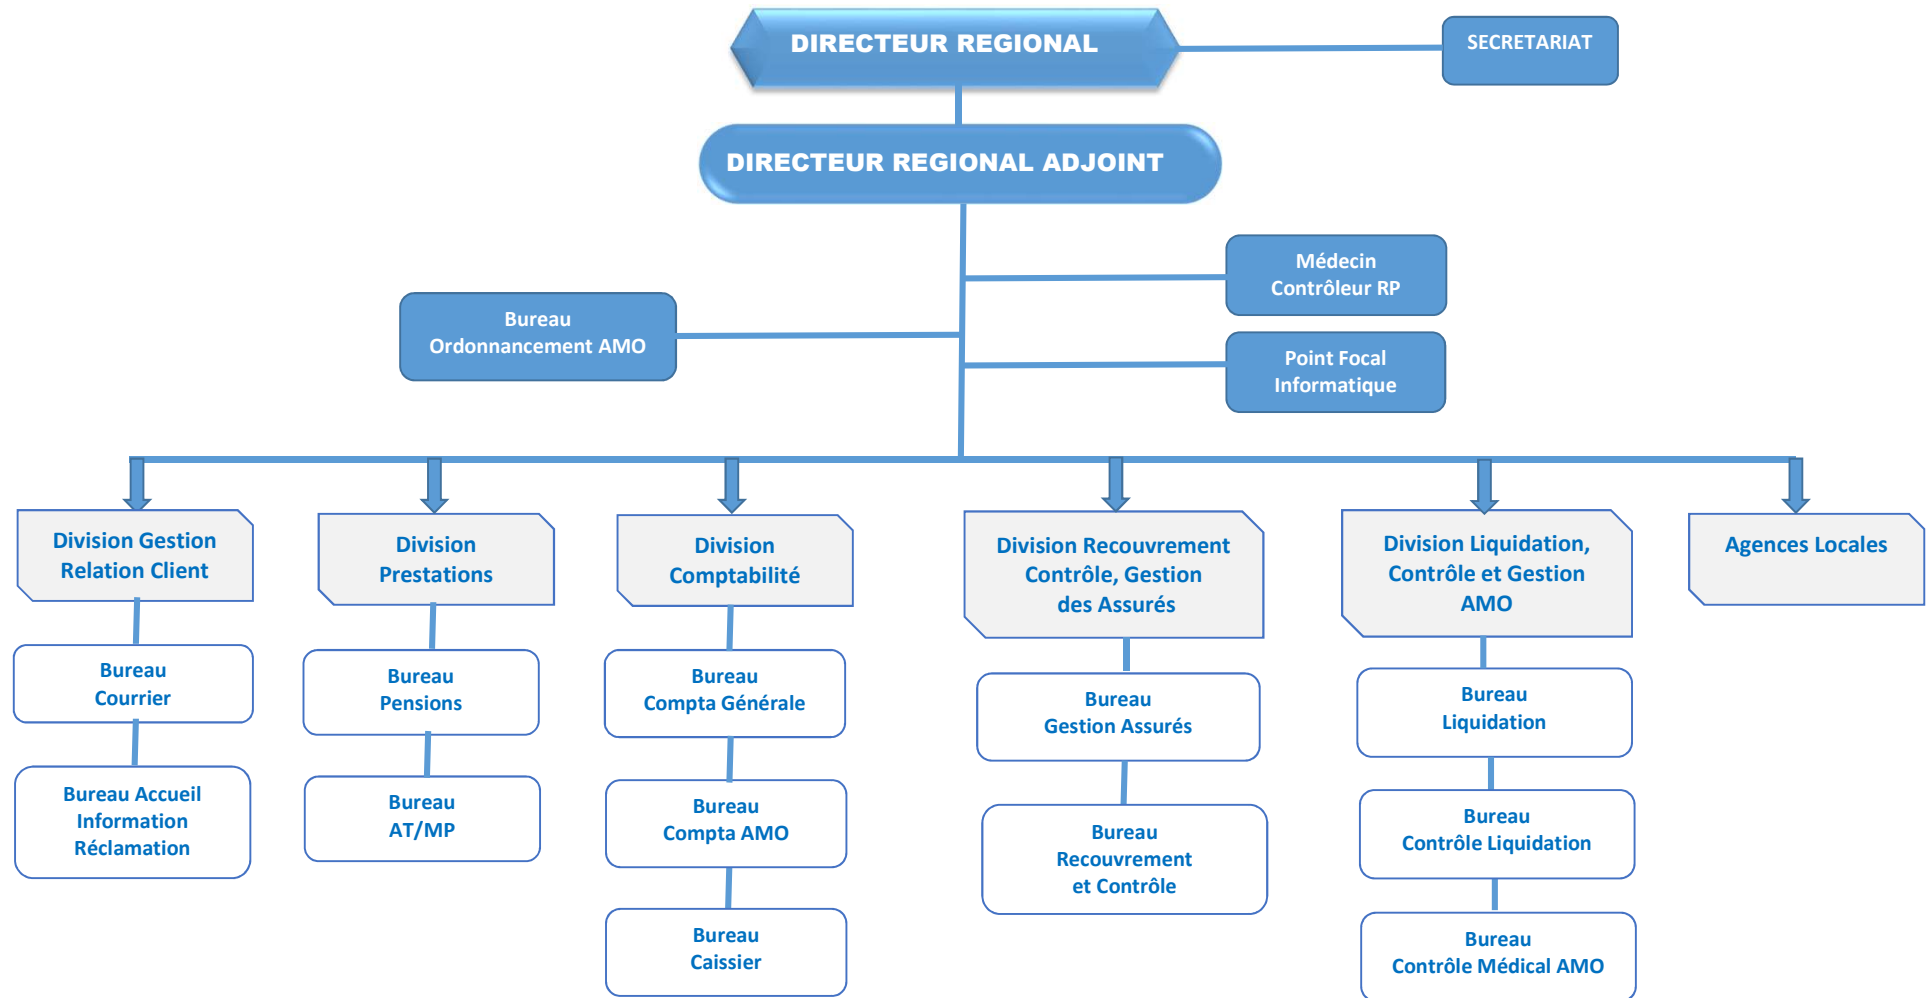 DIRECTEUR REGIONAL
SECRETARIAT
DIRECTEUR REGIONAL ADJOINT
Médecin
Contrôleur RP
Bureau
Ordonnancement AMO
Point Focal
Informatique
Division Gestion
Relation Client
Division
Prestations
Division
Comptabilité
Division Recouvrement
Contrôle, Gestion
des Assurés
Division Liquidation,
Contrôle et Gestion
AMO
Agences Locales
Bureau
Courrier
Bureau
Pensions
Bureau
Compta Générale
Bureau
Gestion Assurés
Bureau
Liquidation
Bureau Accueil
Information
Réclamation
Bureau
AT/MP
Bureau
Compta AMO
Bureau
Recouvrement
et Contrôle
Bureau
Contrôle Liquidation
Bureau
Caissier
Bureau
Contrôle Médical AMO